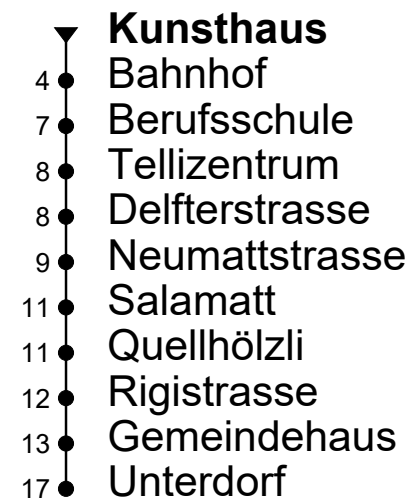 Kunsthaus
4 Bahnhof
7 Berufsschule
8 Tellizentrum
8 Delfterstrasse
9 Neumattstrasse
11 Salamatt
11 Quellhölzli
12 Rigistrasse
13 Gemeindehaus
17 Unterdorf